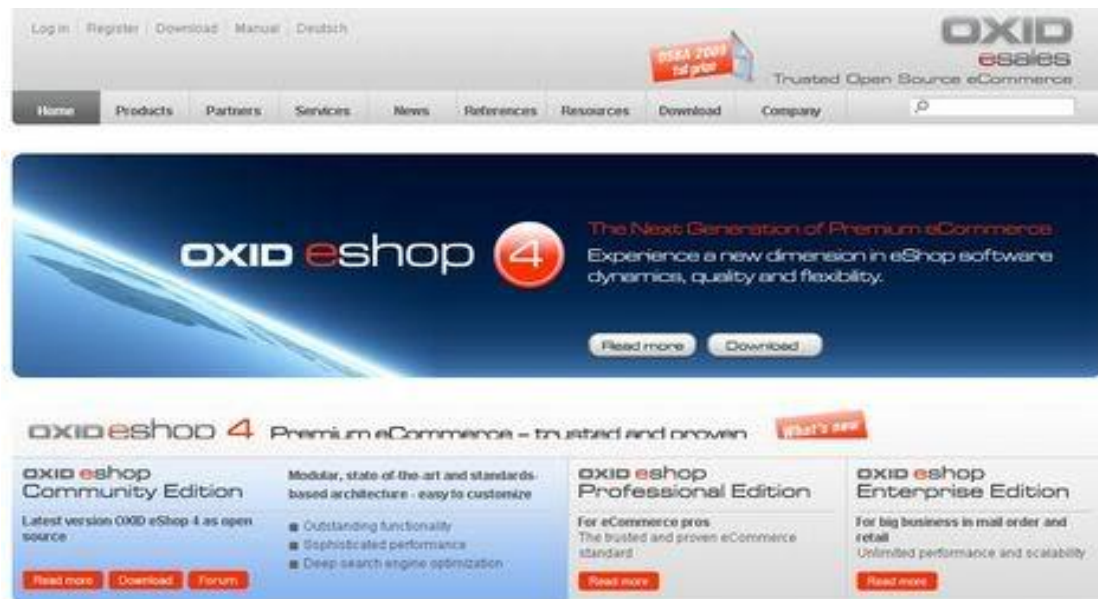 Log in Register Download Manual Deutsch
OSBA 2009
1st prize
OXID
esales
Trusted Open Source eCommerce
Home Products Partners Services News References Resources Download Company
OXID eshop 4
The Next Generation of Premium eCommerce
Experience a new dimension in eShop software
dynamics, quality and flexibility.
Read more Download
OXID eshop 4 Premium eCommerce – trusted and proven What's new
OXID eshop
Community Edition
Latest version OXID eShop 4 as open
source
Read more Download Forum
Modular, state-of-the-art and standards-
based architecture - easy to customize
Outstanding functionality
Sophisticated performance
Deep search engine optimization
OXID eshop
Professional Edition
For eCommerce pros
The trusted and proven eCommerce
standard
Read more
OXID eshop
Enterprise Edition
For big business in mail order and
retail
Unlimited performance and scalability
Read more